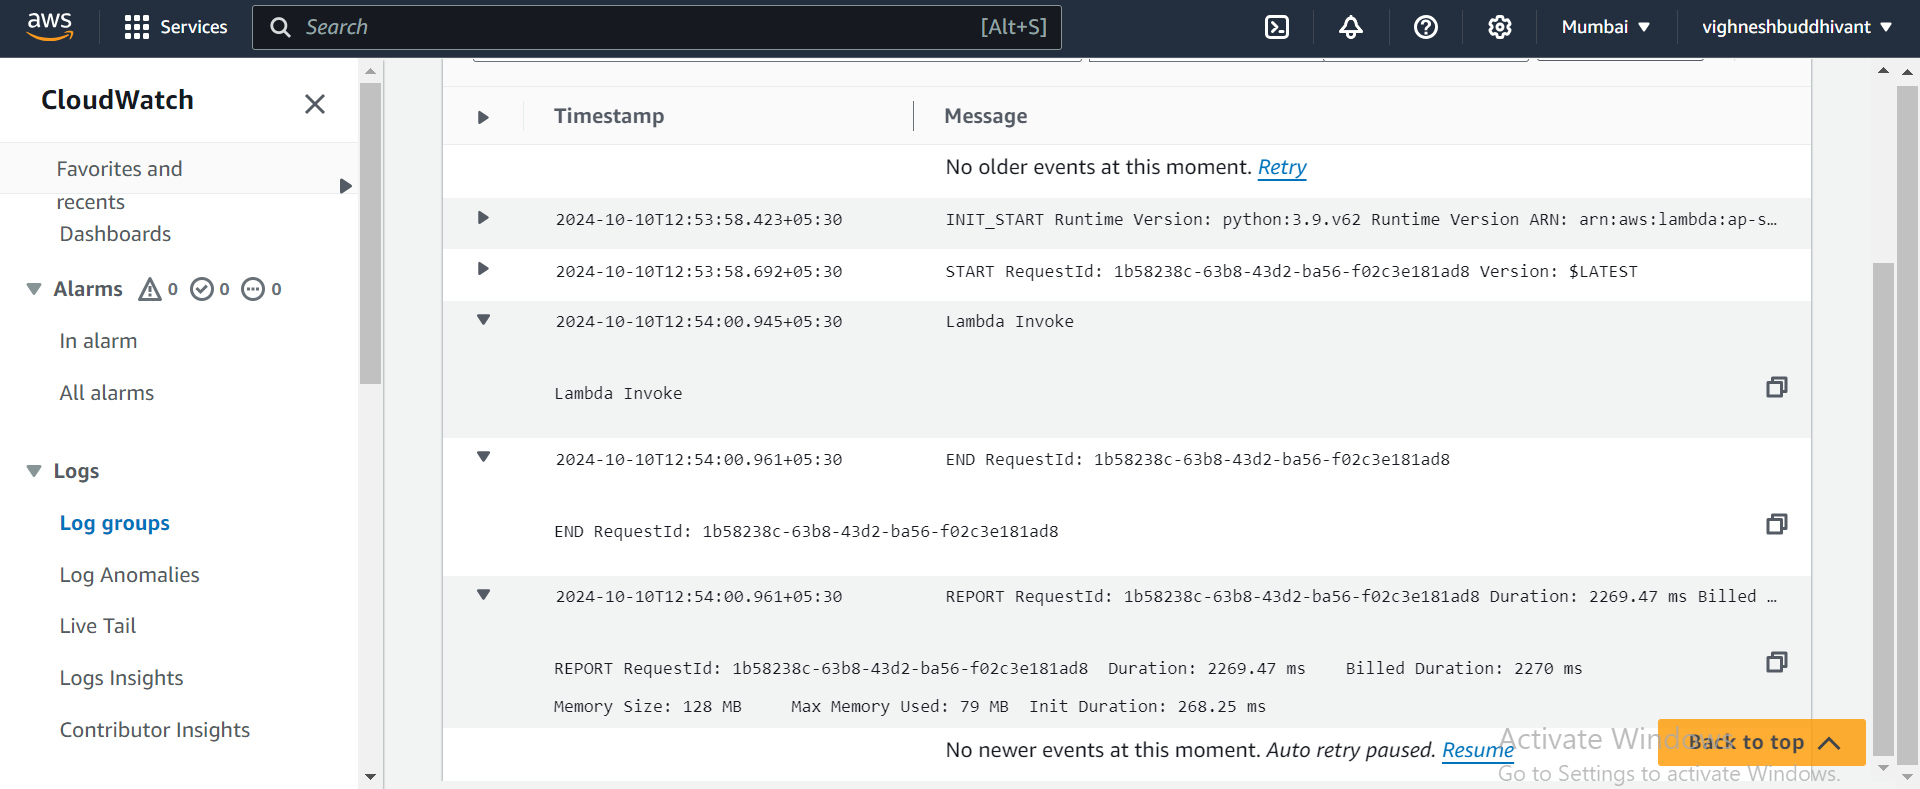 aws
Services
Search [Alt+S]
Mumbai
vighneshbuddhivant
CloudWatch
Favorites and
recents
Dashboards
Alarms 0 0 0
In alarm
All alarms
Logs
Log groups
Log Anomalies
Live Tail
Logs Insights
Contributor Insights
Timestamp Message
No older events at this moment. Retry
2024-10-10T12:53:58.423+05:30 INIT_START Runtime Version: python:3.9.v62 Runtime Version ARN: arn:aws:lambda:ap-s…
2024-10-10T12:53:58.692+05:30 START RequestId: 1b58238c-63b8-43d2-ba56-f02c3e181ad8 Version: $LATEST
2024-10-10T12:54:00.945+05:30 Lambda Invoke
Lambda Invoke
2024-10-10T12:54:00.961+05:30 END RequestId: 1b58238c-63b8-43d2-ba56-f02c3e181ad8
END RequestId: 1b58238c-63b8-43d2-ba56-f02c3e181ad8
2024-10-10T12:54:00.961+05:30 REPORT RequestId: 1b58238c-63b8-43d2-ba56-f02c3e181ad8 Duration: 2269.47 ms Billed …
REPORT RequestId: 1b58238c-63b8-43d2-ba56-f02c3e181ad8 Duration: 2269.47 ms Billed Duration: 2270 ms
Memory Size: 128 MB Max Memory Used: 79 MB Init Duration: 268.25 ms
No newer events at this moment. Auto retry paused. Resume
Back to top
Activate Windows
Go to Settings to activate Windows.